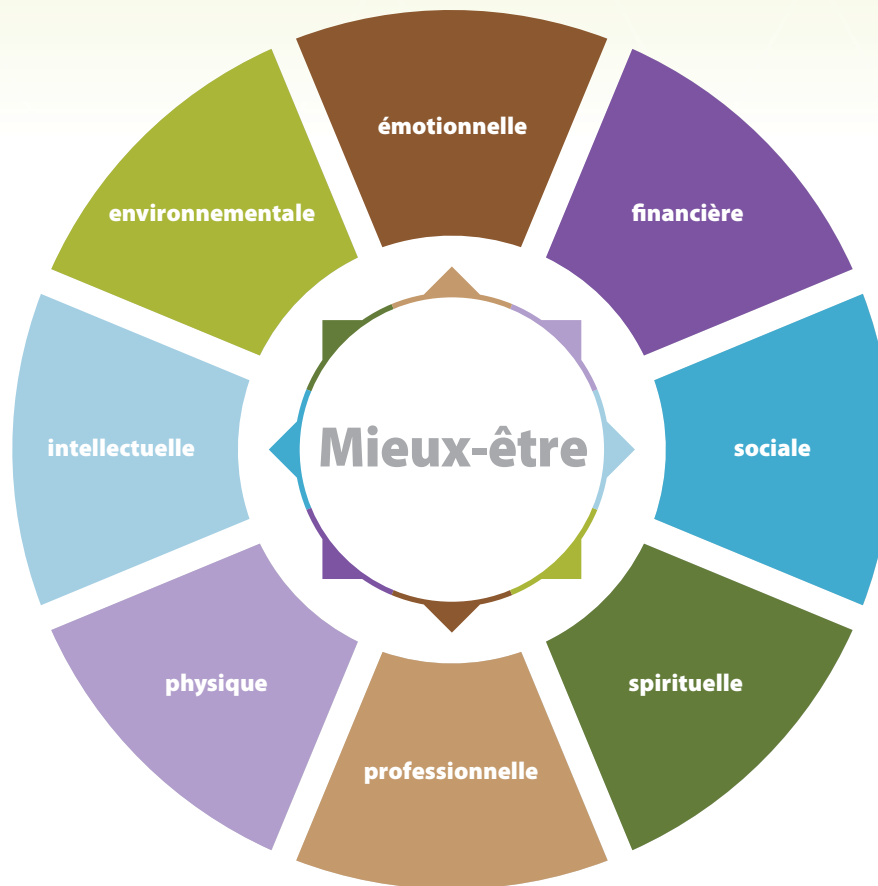 émotionnelle
financière
environnementale
Mieux-être
intellectuelle
sociale
physique
spirituelle
professionnelle